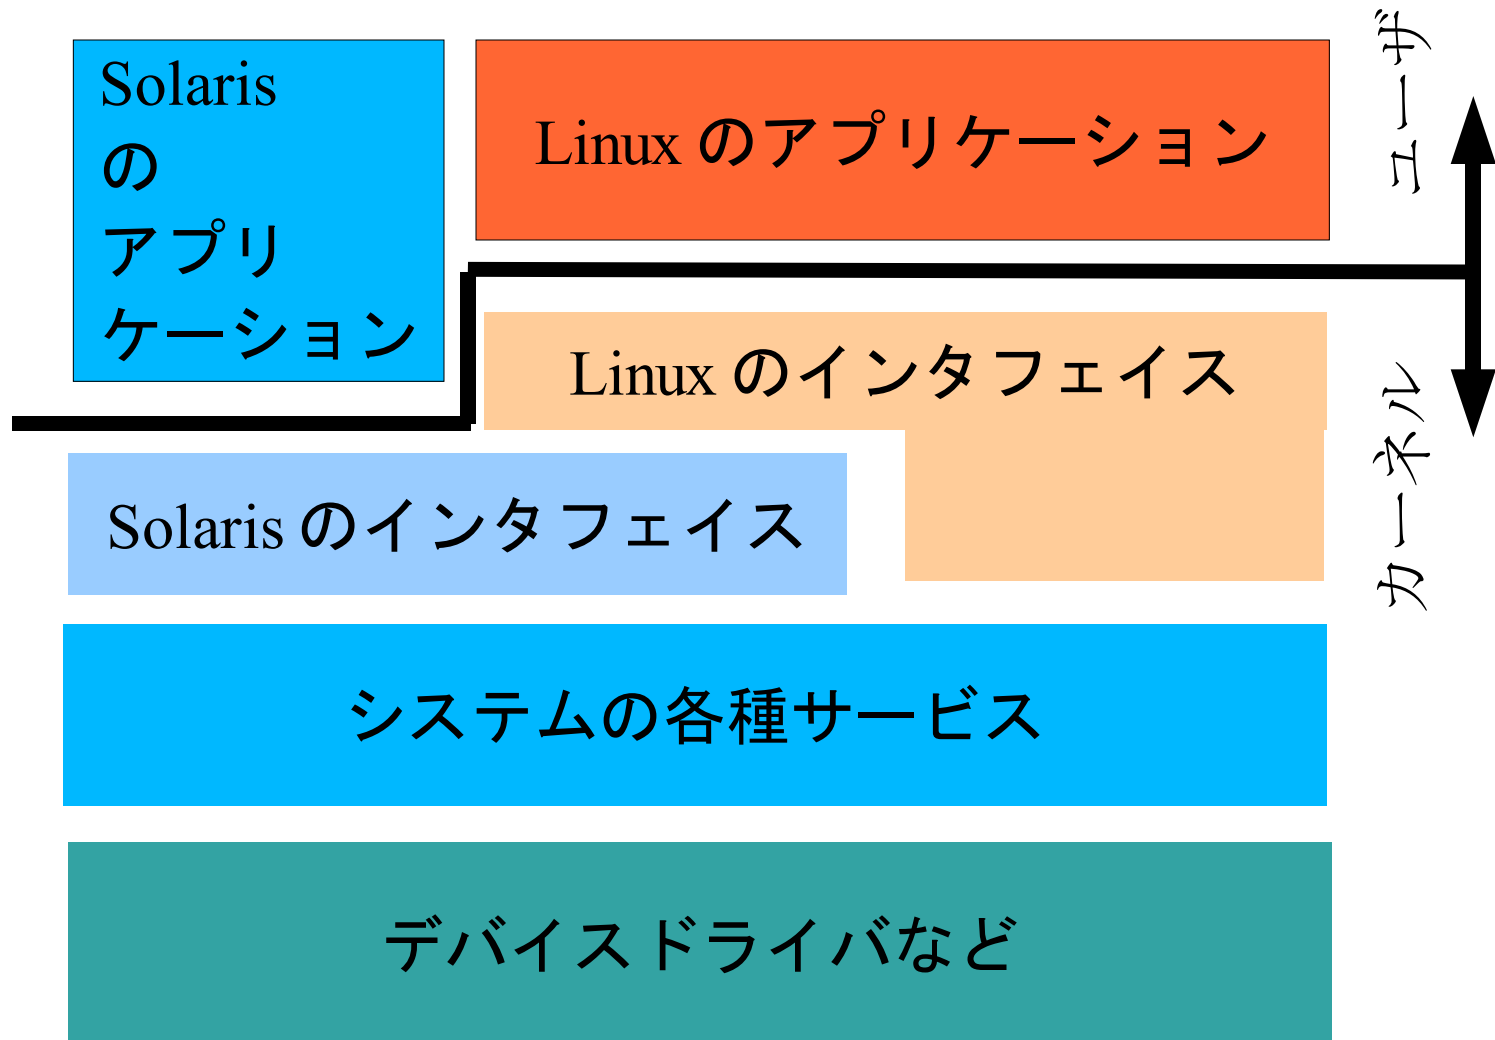 Solaris
の
アプリ
ケーション
Linux のアプリケーション
ユーザ
Linux のインタフェイス
カーネル
Solaris のインタフェイス
システムの各種サービス
デバイスドライバなど